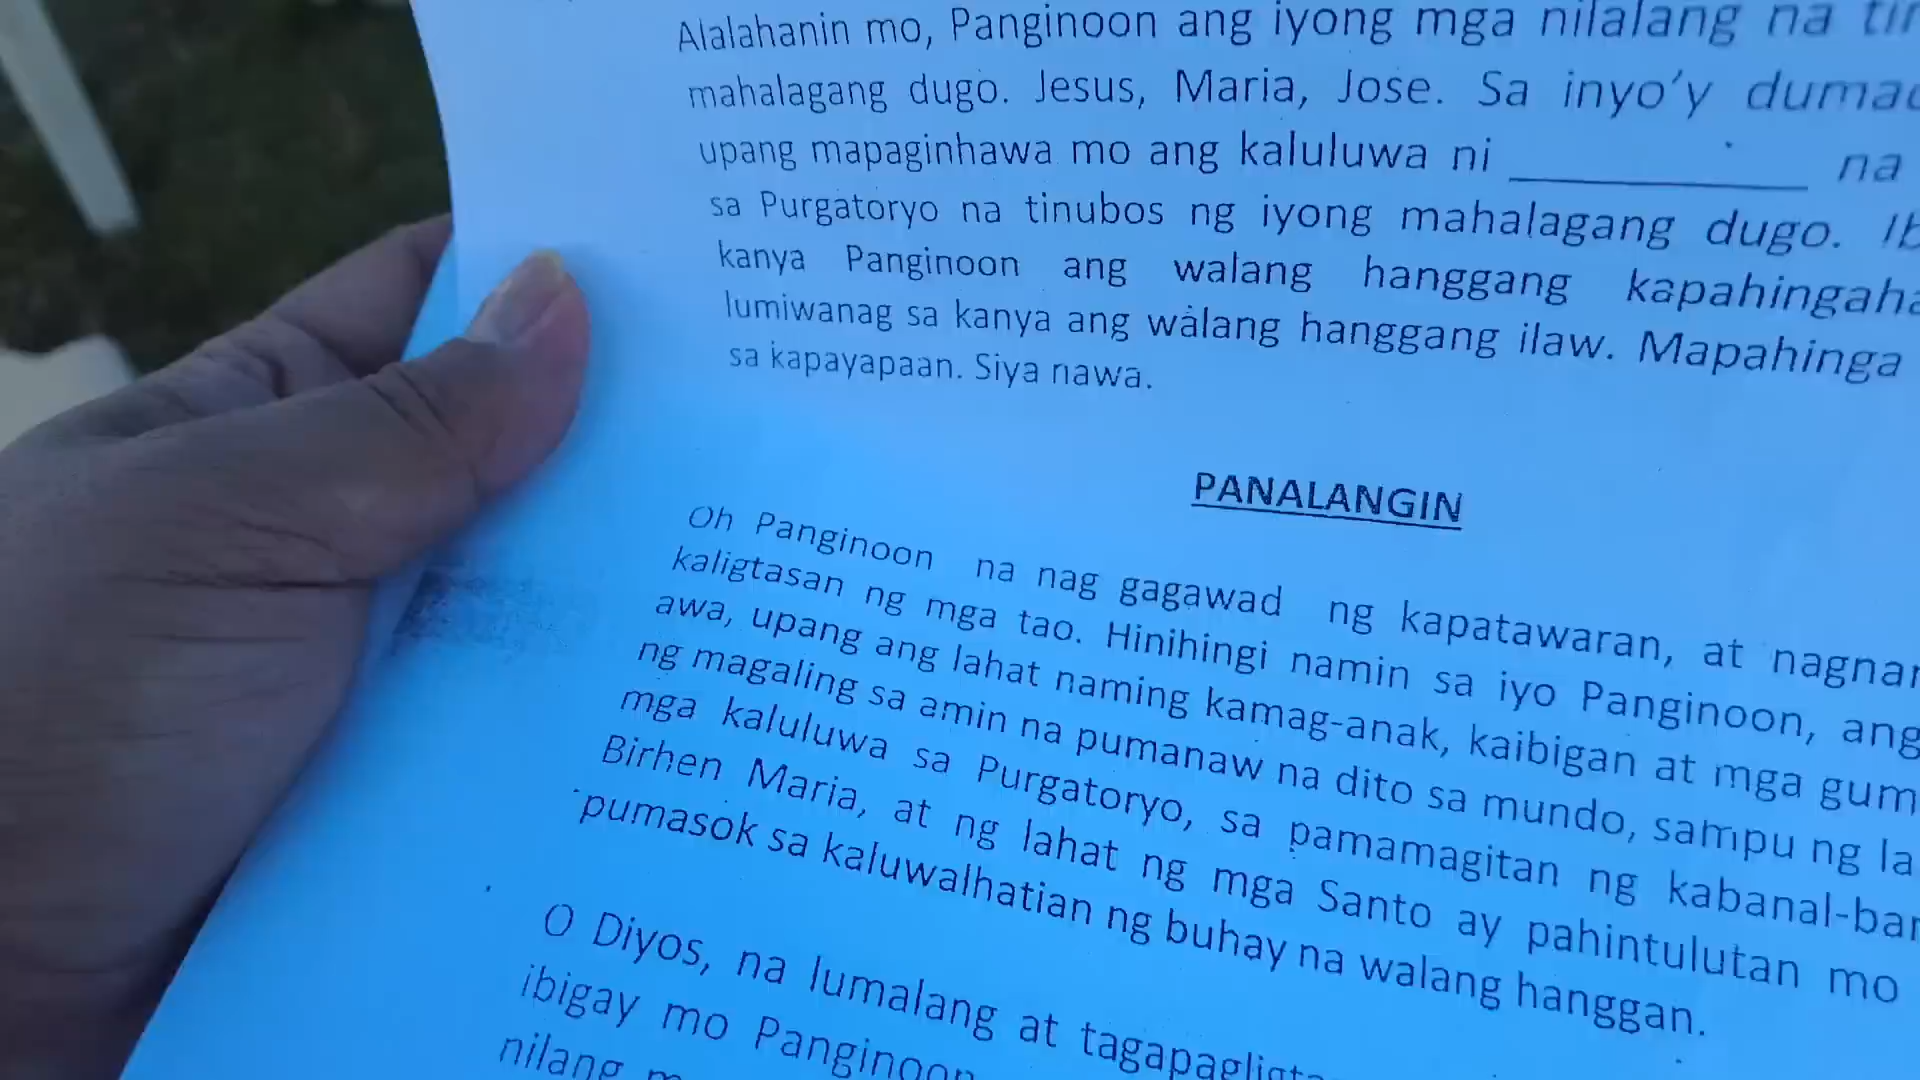 Alalahanin mo, Panginoon ang iyong mga nilalang na
mahalagang dugo. Jesus, Maria, Jose. Sa inyo'y
upang mapaginhawa mo ang kaluluwa ni __________ na
sa Purgatoryo na tinubos ng iyong mahalagang dugo.
kanya Panginoon ang walang hanggang
lumiwanag sa kanya ang walang hanggang ilaw. Mapahinga
sa kapayapaan. Siya nawa.
PANALANGIN
Oh Panginoon na nag gagawad ng kapatawaran, at
kaligtasan ng mga tao. Hinihingi namin sa iyo Panginoon, ang
awa, upang ang lahat naming kamag-anak, kaibigan at mga
ng magaling sa amin na pumanaw na dito sa mundo, sampu ng
mga kaluluwa sa Purgatoryo, sa pamamagitan ng
Birhen Maria, at ng lahat ng mga Santo ay pahintulutan mo
pumasok sa kaluwalhatian ng buhay na walang hanggan.
O Diyos, na lumalang at
ibigay mo
nilang